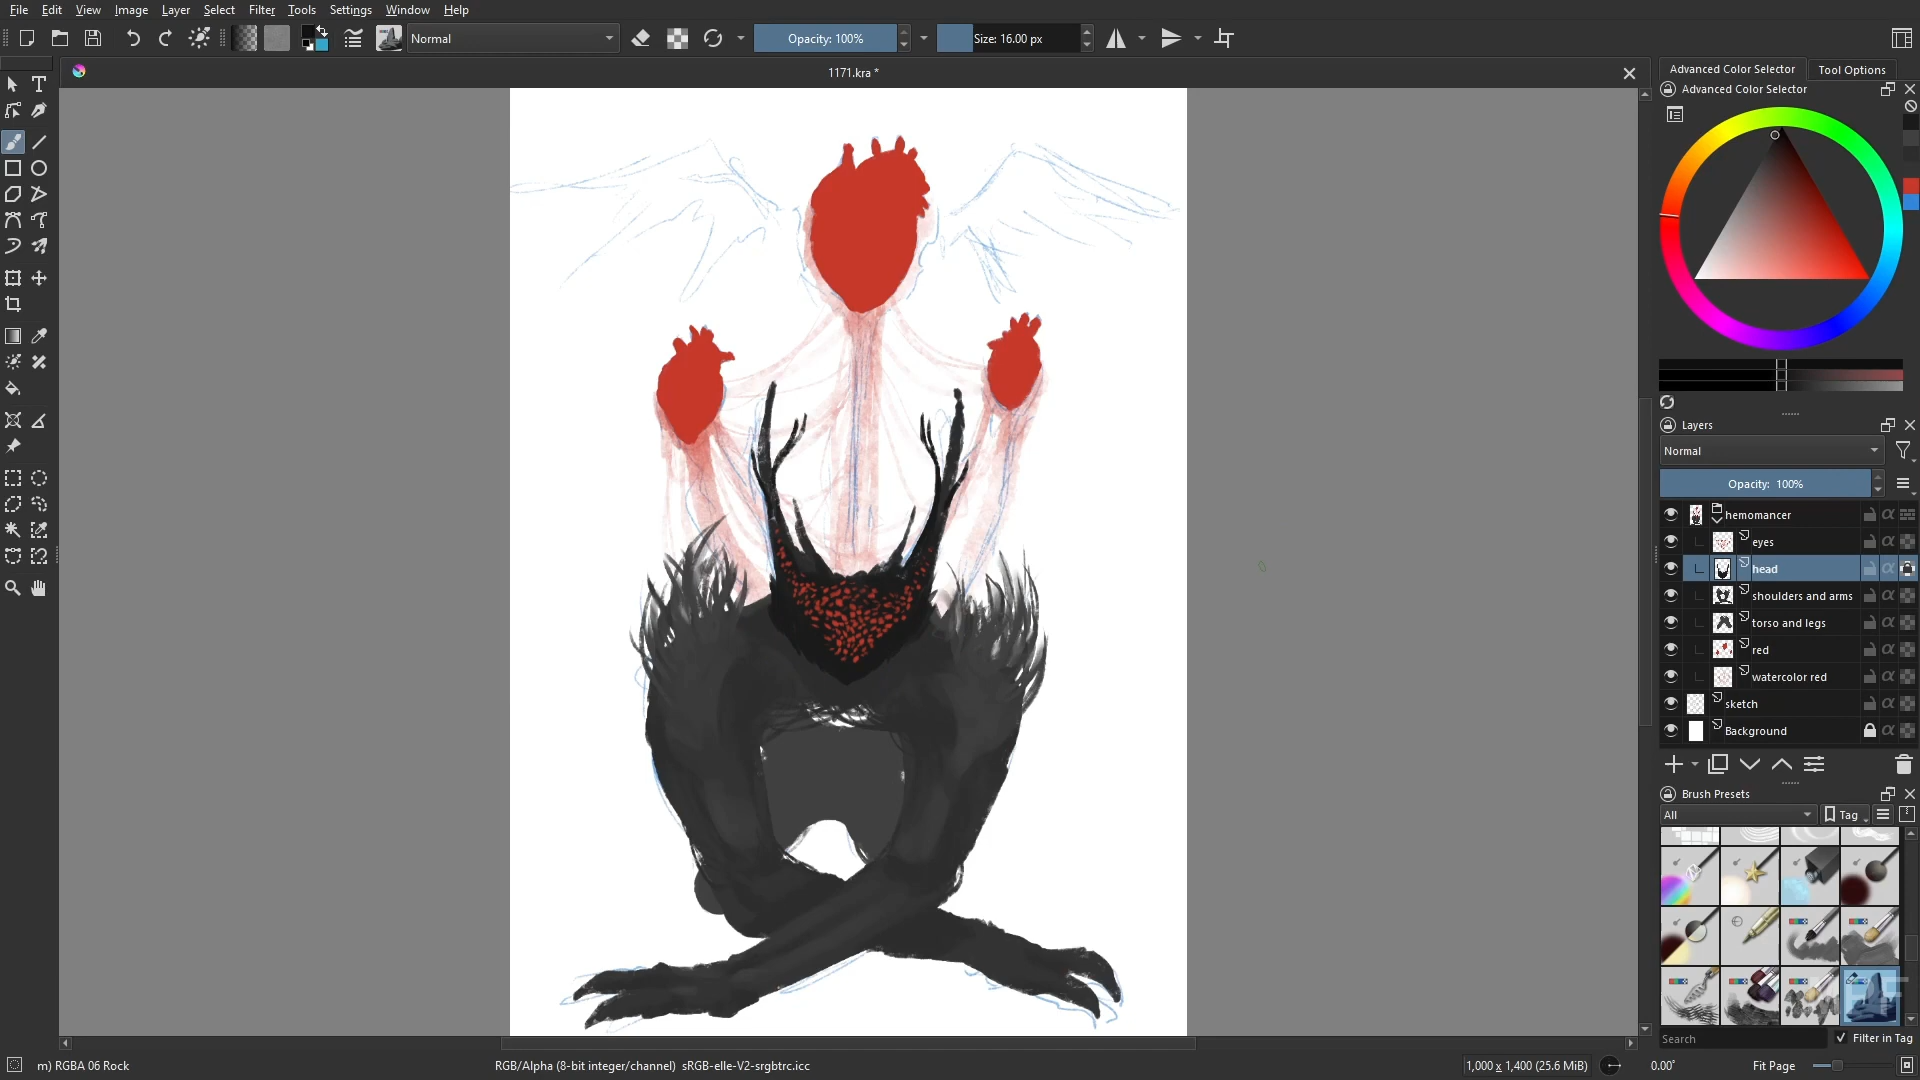 File Edit View Image Layer Select Filter Tools Settings Window Help
Normal
Opacity: 100%
Size: 16.00 px
1171.kra *
Advanced Color Selector
Tool Options
Advanced Color Selector
Layers
Normal
Opacity: 100%
hemomancer
eyes
head
shoulders and arms
torso and legs
red
watercolor red
sketch
Background
Brush Presets
All
Tag
Search
Filter in Tag
m) RGBA 06 Rock
RGB/Alpha (8-bit integer/channel) sRGB-elle-V2-srgbtrc.icc
1,000 x 1,400 (25.6 MiB)
0.00°
Fit Page